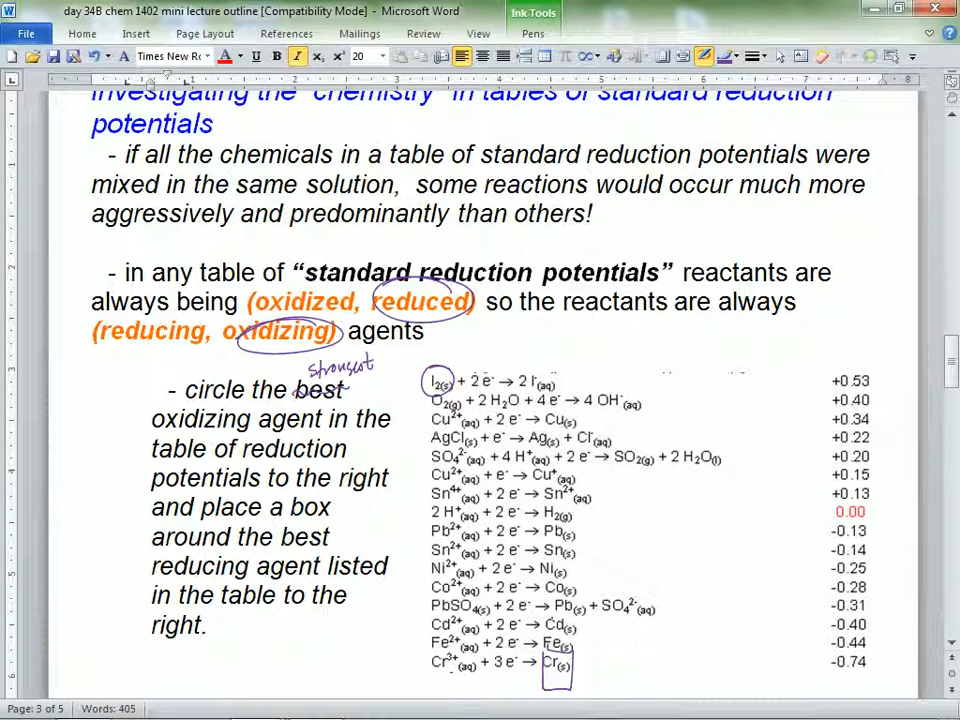 day 34B chem 1402 mini lecture outline [Compatibility Mode] - Microsoft Word
Ink Tools
File Home Insert Page Layout References Mailings Review View Pens
Times New Ro 20
investigating the "chemistry" in tables of standard reduction
potentials
- if all the chemicals in a table of standard reduction potentials were
mixed in the same solution, some reactions would occur much more
aggressively and predominantly than others!
- in any table of “standard reduction potentials” reactants are
always being (oxidized, reduced) so the reactants are always
(reducing, oxidizing) agents
strongest
- circle the best
oxidizing agent in the
table of reduction
potentials to the right
and place a box
around the best
reducing agent listed
in the table to the
right.
I₂(s) + 2 e⁻ → 2 I⁻(aq) +0.53
O₂(g) + 2 H₂O + 4 e⁻ → 4 OH⁻(aq) +0.40
Cu²⁺(aq) + 2 e⁻ → Cu(s) +0.34
AgCl(s) + e⁻ → Ag(s) + Cl⁻(aq) +0.22
SO₄²⁻(aq) + 4 H⁺(aq) + 2 e⁻ → SO₂(g) + 2 H₂O(l) +0.20
Cu²⁺(aq) + e⁻ → Cu⁺(aq) +0.15
Sn⁴⁺(aq) + 2 e⁻ → Sn²⁺(aq) +0.13
2 H⁺(aq) + 2 e⁻ → H₂(g) 0.00
Pb²⁺(aq) + 2 e⁻ → Pb(s) -0.13
Sn²⁺(aq) + 2 e⁻ → Sn(s) -0.14
Ni²⁺(aq) + 2 e⁻ → Ni(s) -0.25
Co²⁺(aq) + 2 e⁻ → Co(s) -0.28
PbSO₄(s) + 2 e⁻ → Pb(s) + SO₄²⁻(aq) -0.31
Cd²⁺(aq) + 2 e⁻ → Cd(s) -0.40
Fe²⁺(aq) + 2 e⁻ → Fe(s) -0.44
Cr³⁺(aq) + 3 e⁻ → Cr(s) -0.74
Page: 3 of 5 Words: 405